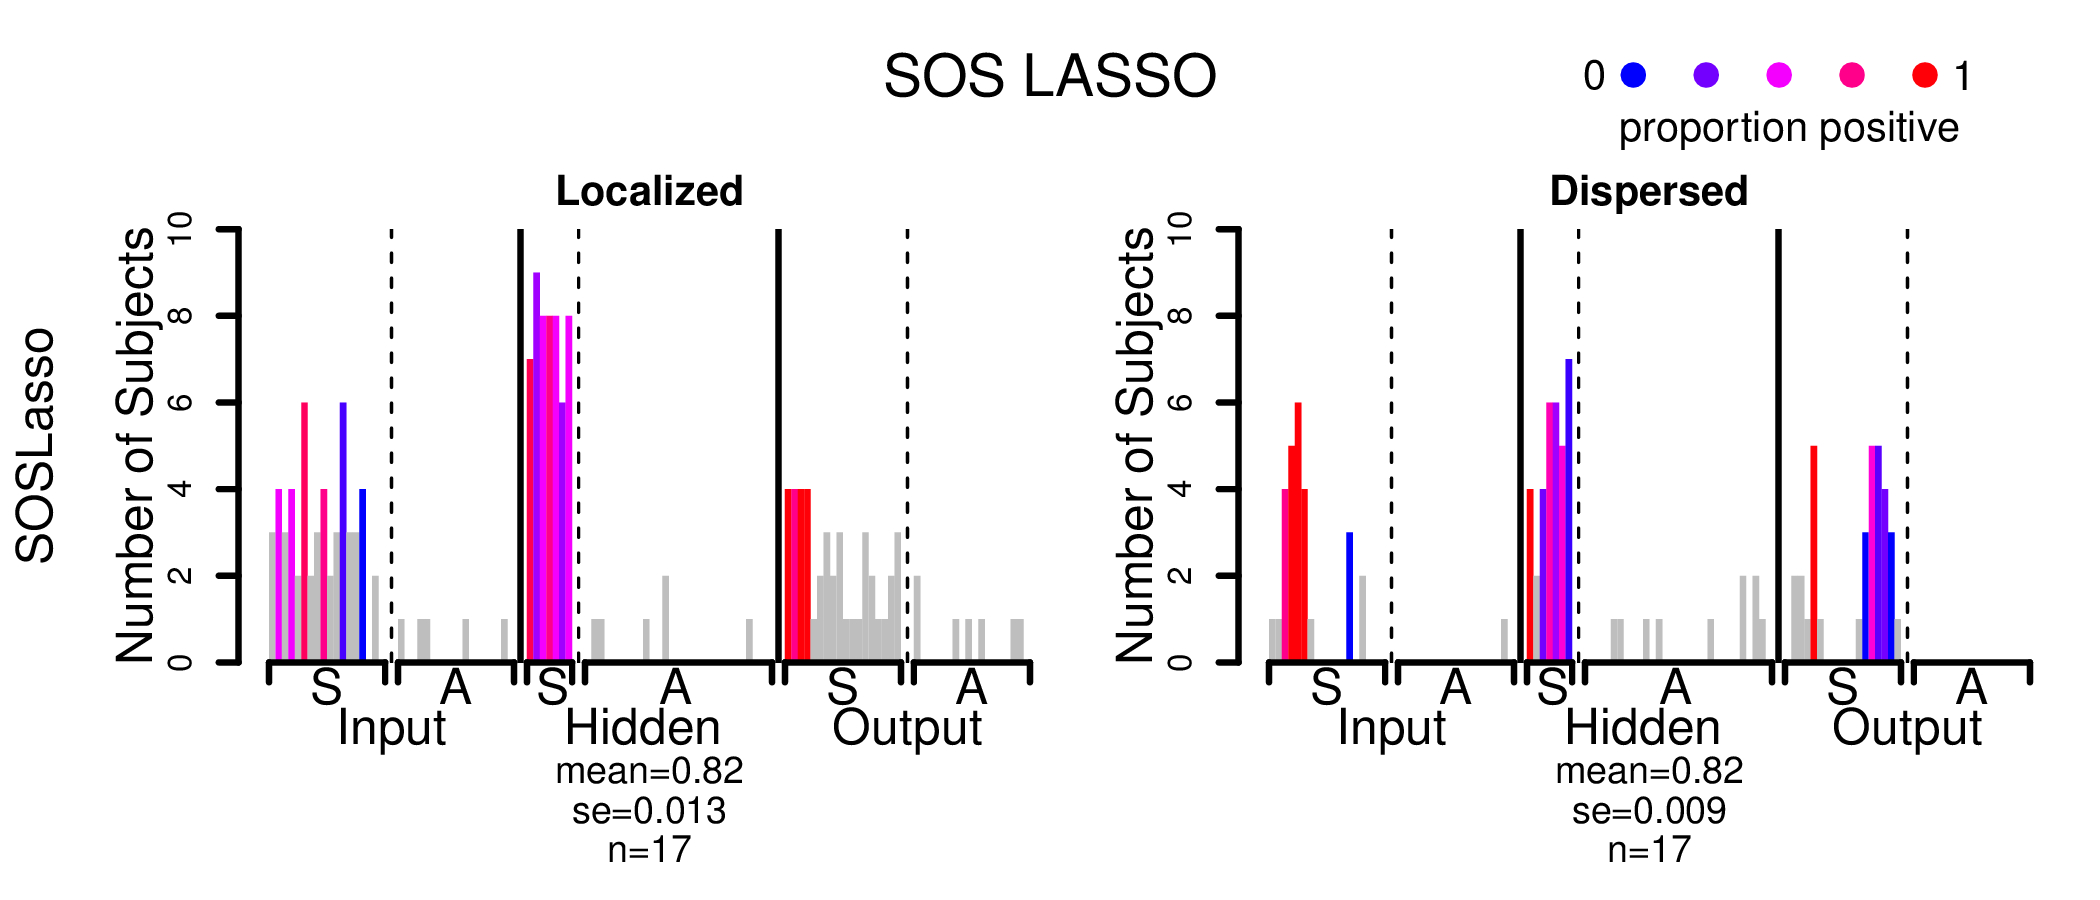 SOS LASSO
0 1
proportion positive
SOSLasso
Localized
Number of Subjects
0 2 4 6 8 10
S A S A S A
Input Hidden Output
mean=0.82
se=0.013
n=17
Dispersed
Number of Subjects
0 2 4 6 8 10
S A S A S A
Input Hidden Output
mean=0.82
se=0.009
n=17